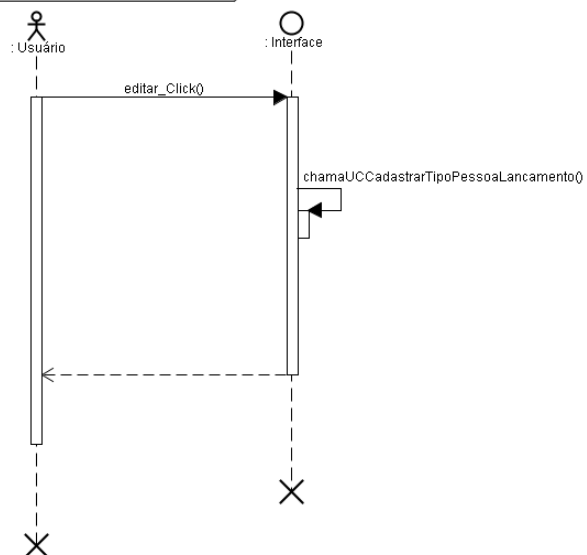 : Usuário
: Interface
editar_Click()
chamaUCCadastrarTipoPessoaLancamento()